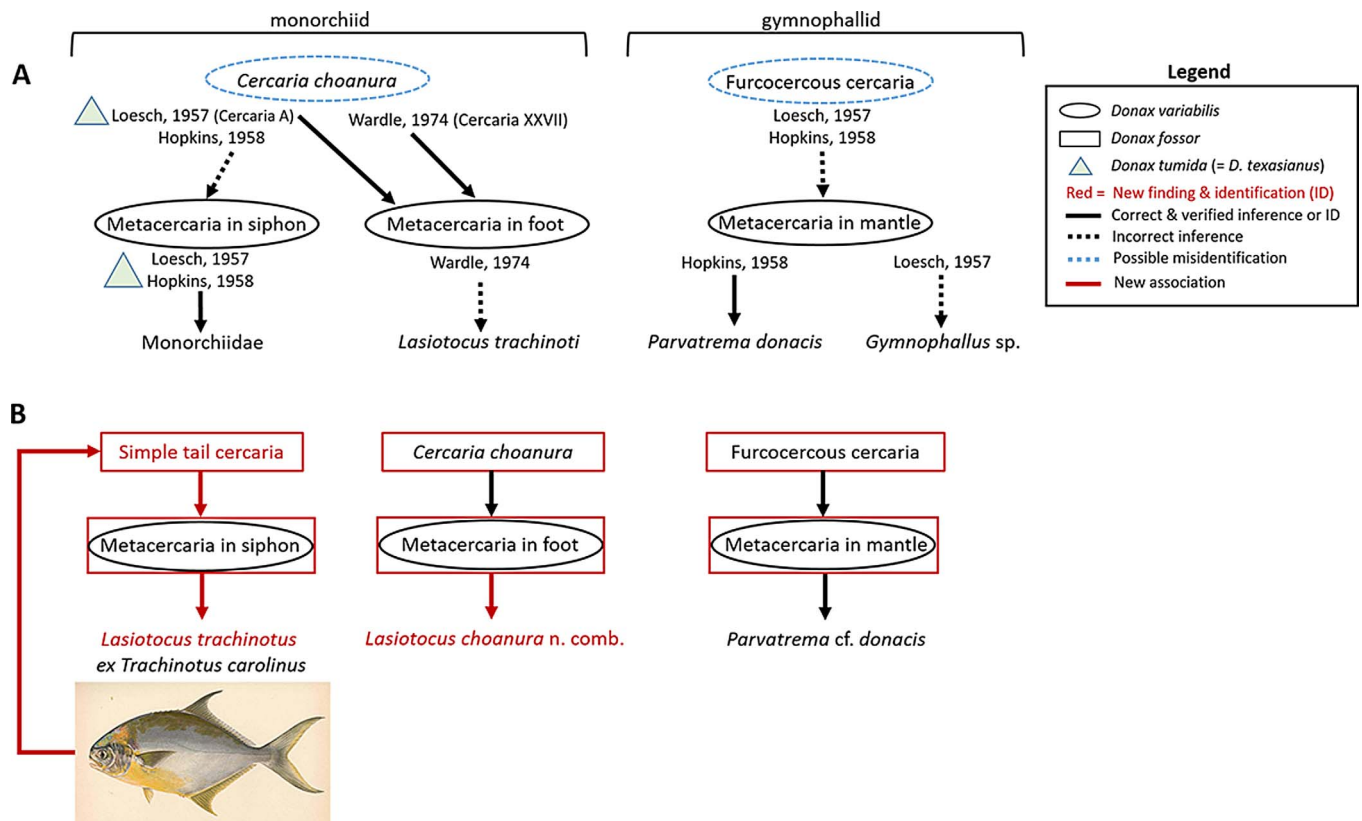 monorchiid
gymnophallid
A
Cercaria choanura
Loesch, 1957 (Cercaria A)
Hopkins, 1958
Wardle, 1974 (Cercaria XXVII)
Furcocercous cercaria
Loesch, 1957
Hopkins, 1958
Metacercaria in siphon
Metacercaria in foot
Metacercaria in mantle
Loesch, 1957
Hopkins, 1958
Wardle, 1974
Hopkins, 1958
Loesch, 1957
Monorchiidae
Lasiotocus trachinoti
Parvatrema donacis
Gymnophallus sp.
Legend
Donax variabilis
Donax fossor
Donax tumida (= D. texasianus)
Red = New finding & identification (ID)
Correct & verified inference or ID
Incorrect inference
Possible misidentification
New association
B
Simple tail cercaria
Cercaria choanura
Furcocercous cercaria
Metacercaria in siphon
Metacercaria in foot
Metacercaria in mantle
Lasiotocus trachinotus
ex Trachinotus carolinus
Lasiotocus choanura n. comb.
Parvatrema cf. donacis